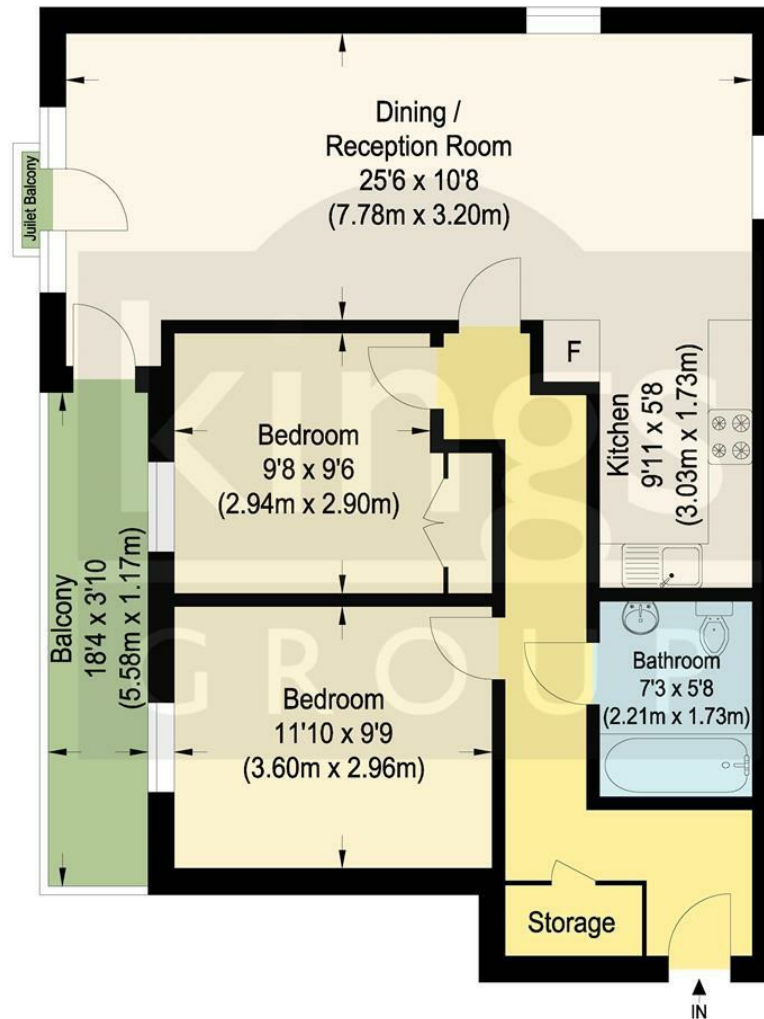 Dining /
Reception Room
25'6 x 10'8
(7.78m x 3.20m)
Juilet Balcony
F
Kitchen
9'11 x 5'8
(3.03m x 1.73m)
Bedroom
9'8 x 9'6
(2.94m x 2.90m)
Balcony
18'4 x 3'10
(5.58m x 1.17m)
Bedroom
11'10 x 9'9
(3.60m x 2.96m)
Bathroom
7'3 x 5'8
(2.21m x 1.73m)
Storage
IN
kings
GROUP